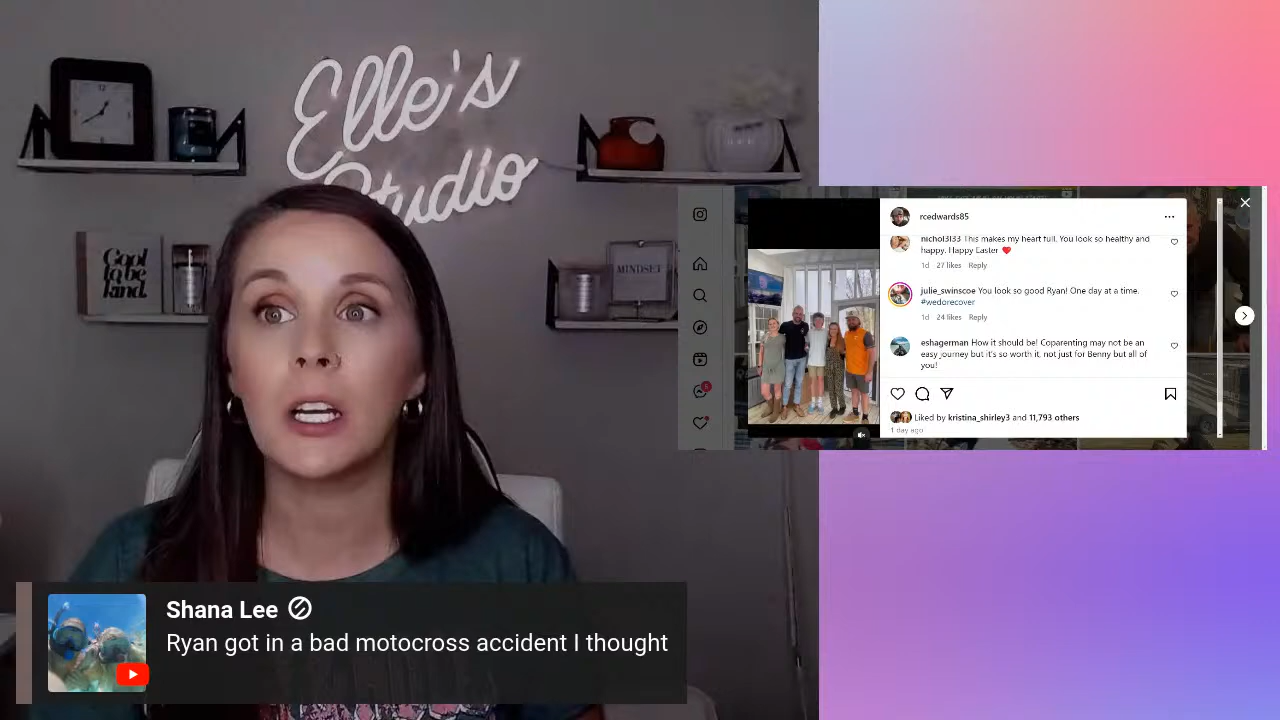 Elle's
Studio
Cool
to be
kind.
MINDSET
rcedwards85
nichol3l33 This makes my heart full. You look so healthy and
happy. Happy Easter ❤️
1d 27 likes Reply
julie_swinscoe You look so good Ryan! One day at a time.
#wedorecover
1d 24 likes Reply
eshagerman How it should be! Coparenting may not be an
easy journey but it's so worth it, not just for Benny but all of
you!
Liked by kristina_shirley3 and 11,793 others
1 day ago
Shana Lee
Ryan got in a bad motocross accident I thought